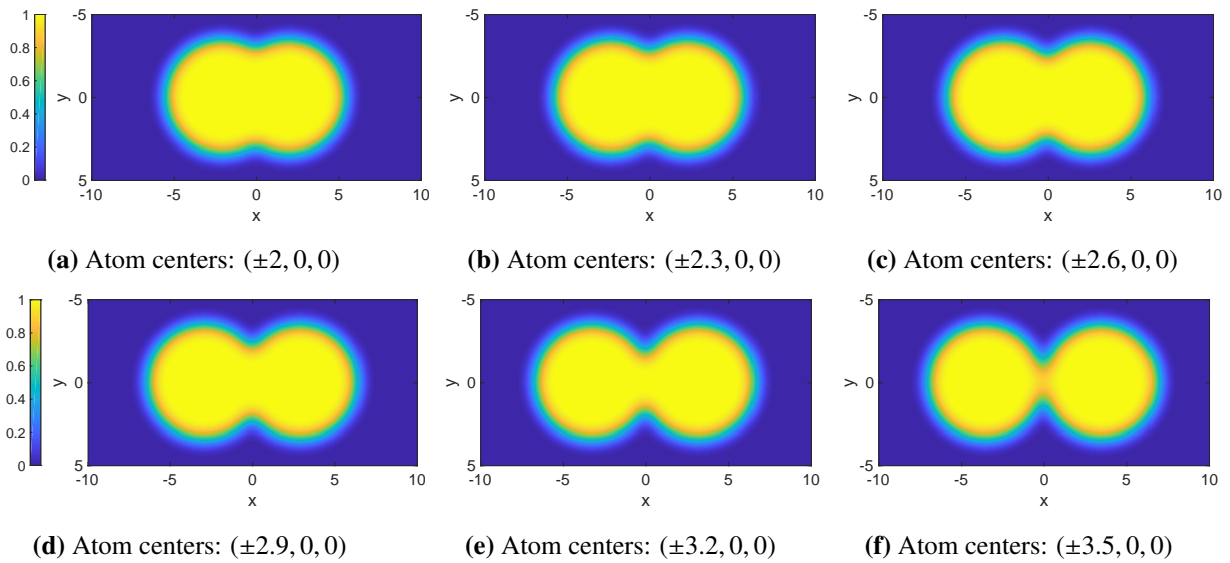 1
0.8
0.6
0.4
0.2
0
-5
0
5
y
-10 -5 0 5 10
x
-5
0
5
y
-10 -5 0 5 10
x
-5
0
5
y
-10 -5 0 5 10
x
(a) Atom centers: (±2, 0, 0)
(b) Atom centers: (±2.3, 0, 0)
(c) Atom centers: (±2.6, 0, 0)
1
0.8
0.6
0.4
0.2
0
-5
0
5
y
-10 -5 0 5 10
x
-5
0
5
y
-10 -5 0 5 10
x
-5
0
5
y
-10 -5 0 5 10
x
(d) Atom centers: (±2.9, 0, 0)
(e) Atom centers: (±3.2, 0, 0)
(f) Atom centers: (±3.5, 0, 0)